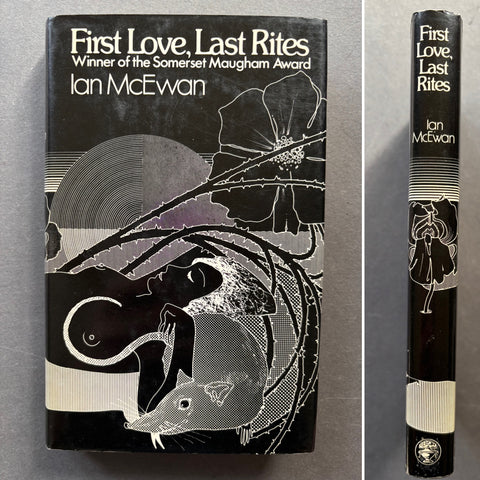 First Love, Last Rites
Winner of the Somerset Maugham Award
Ian McEwan
First
Love,
Last
Rites
Ian
McEwan